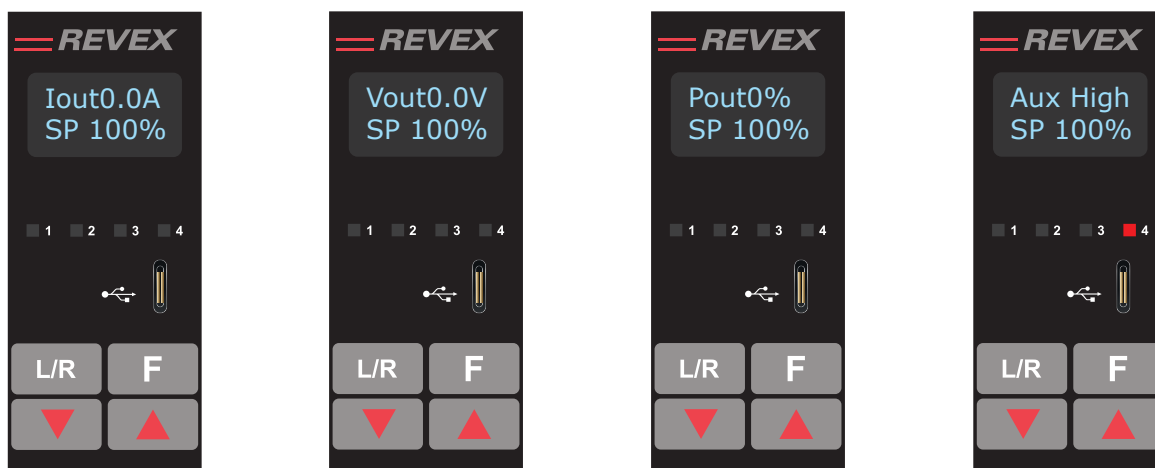 REVEX
Iout0.0A
SP 100%
1 2 3 4
L/R F
REVEX
Vout0.0V
SP 100%
1 2 3 4
L/R F
REVEX
Pout0%
SP 100%
1 2 3 4
L/R F
REVEX
Aux High
SP 100%
1 2 3 4
L/R F